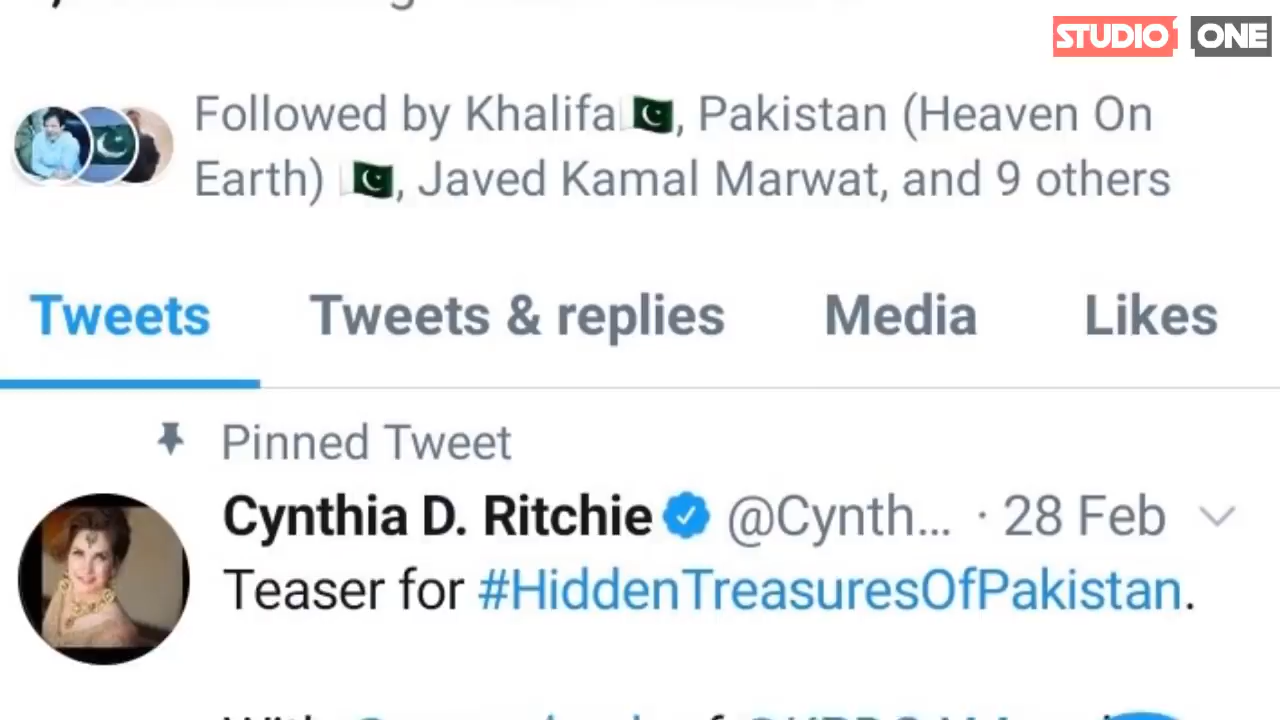 STUDIO ONE
Followed by Khalifa🇵🇰, Pakistan (Heaven On
Earth) 🇵🇰, Javed Kamal Marwat, and 9 others
Tweets Tweets & replies Media Likes
Pinned Tweet
Cynthia D. Ritchie @Cynth... · 28 Feb
Teaser for #HiddenTreasuresOfPakistan.